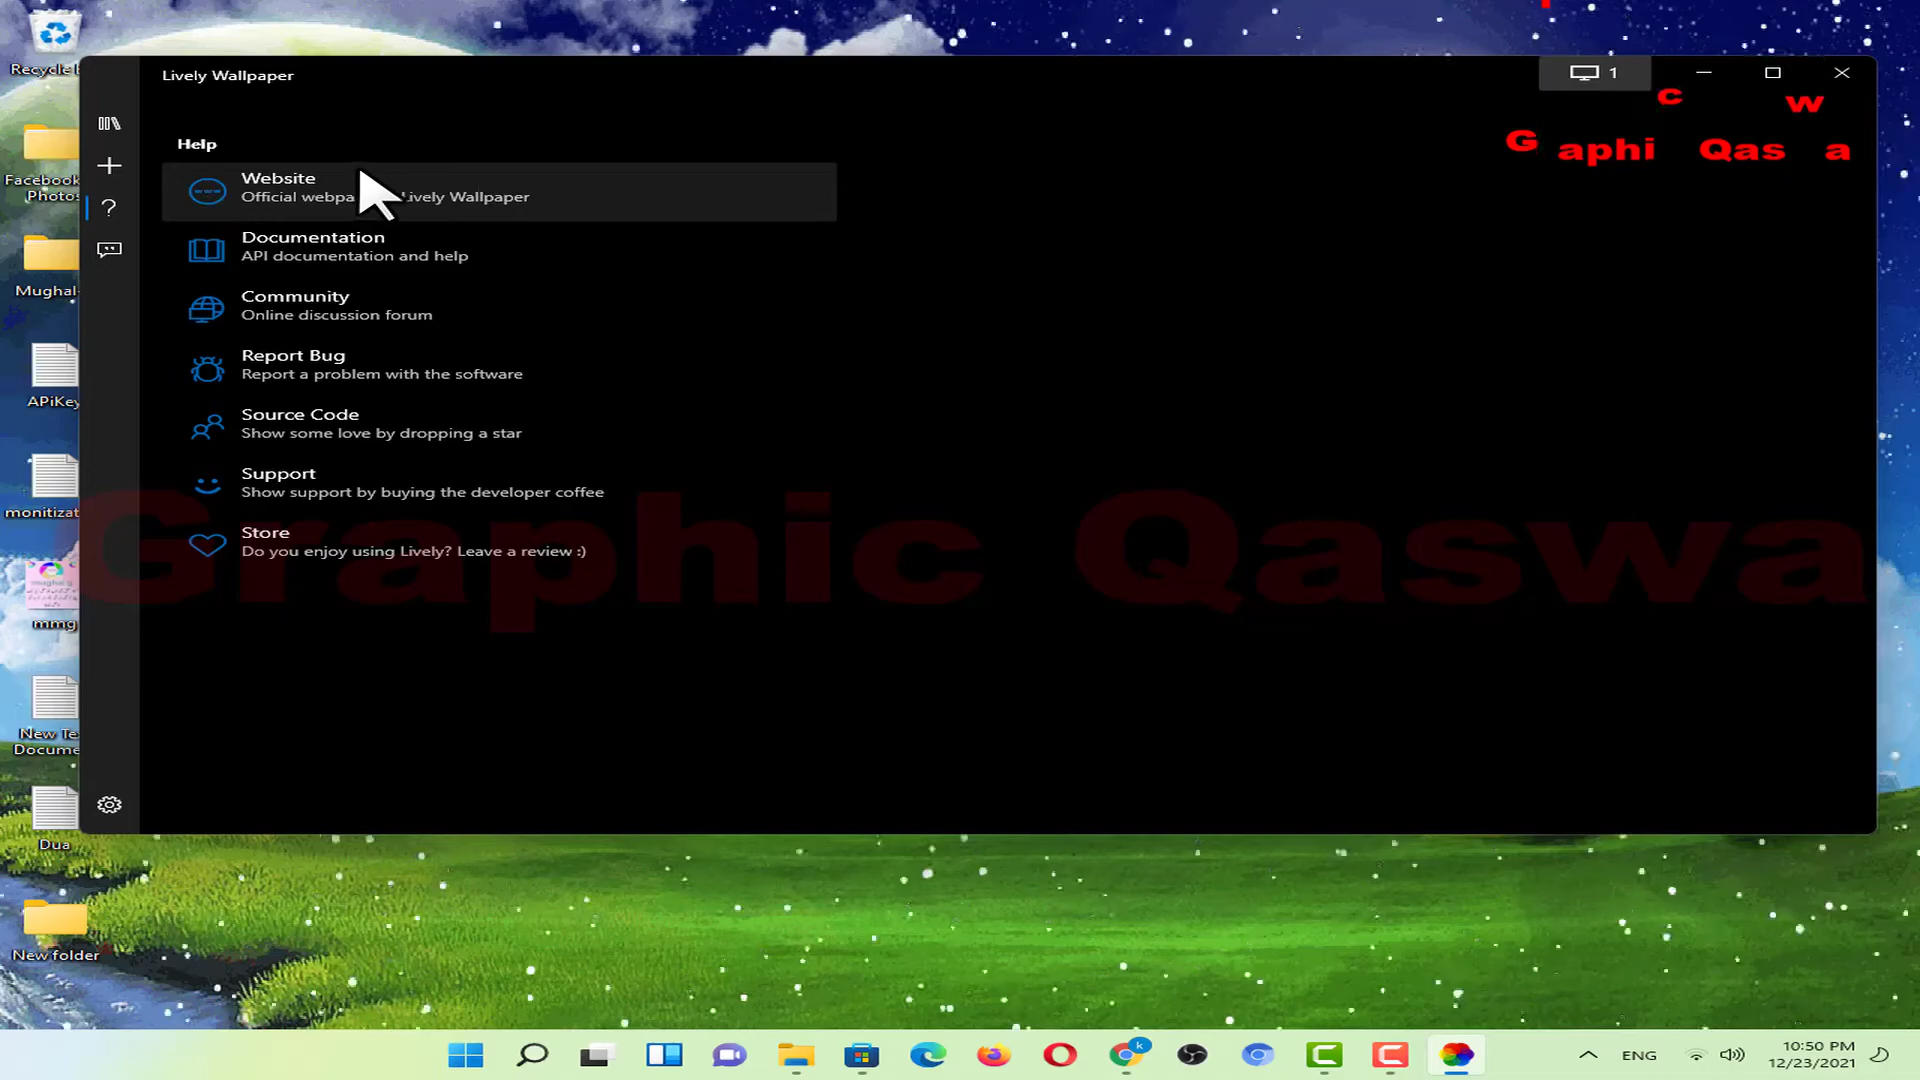 Recycle
Lively Wallpaper
1
c w
G aphi Qas a
Help
Website
Official webpa Lively Wallpaper
Documentation
API documentation and help
Community
Online discussion forum
Report Bug
Report a problem with the software
Source Code
Show some love by dropping a star
Support
Show support by buying the developer coffee
Store
Do you enjoy using Lively? Leave a review :)
Graphic Qaswa
Facebook
Photos
Mughal
APiKey
monitizat
mmg
New Te
Docume
Dua
New folder
k
ENG
10:50 PM
12/23/2021